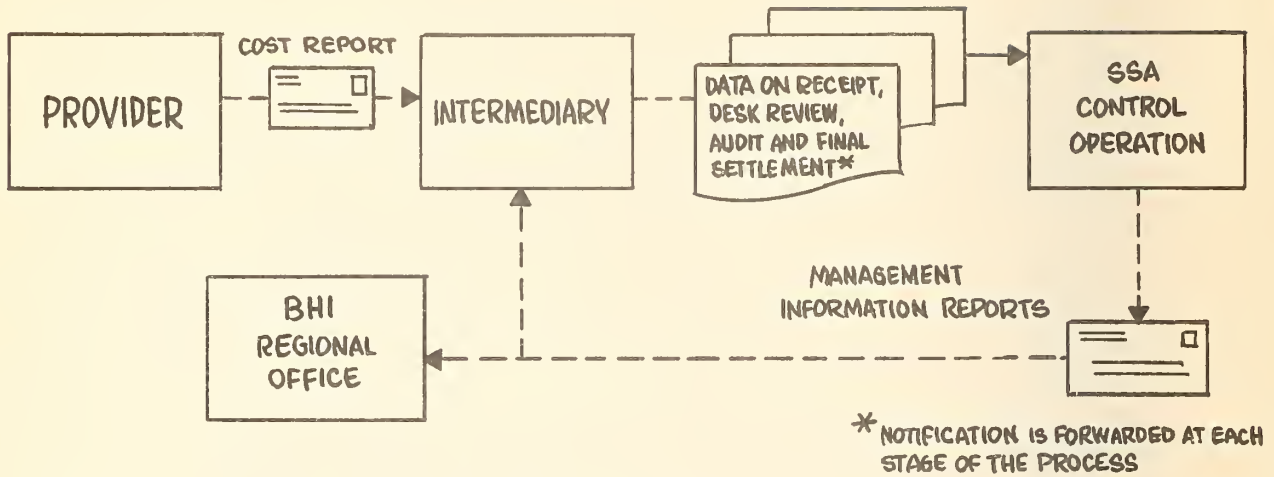 COST REPORT
PROVIDER
INTERMEDIARY
DATA ON RECEIPT,
DESK REVIEW,
AUDIT AND FINAL
SETTLEMENT*
SSA
CONTROL
OPERATION
BHI
REGIONAL
OFFICE
MANAGEMENT
INFORMATION REPORTS
* NOTIFICATION IS FORWARDED AT EACH
STAGE OF THE PROCESS